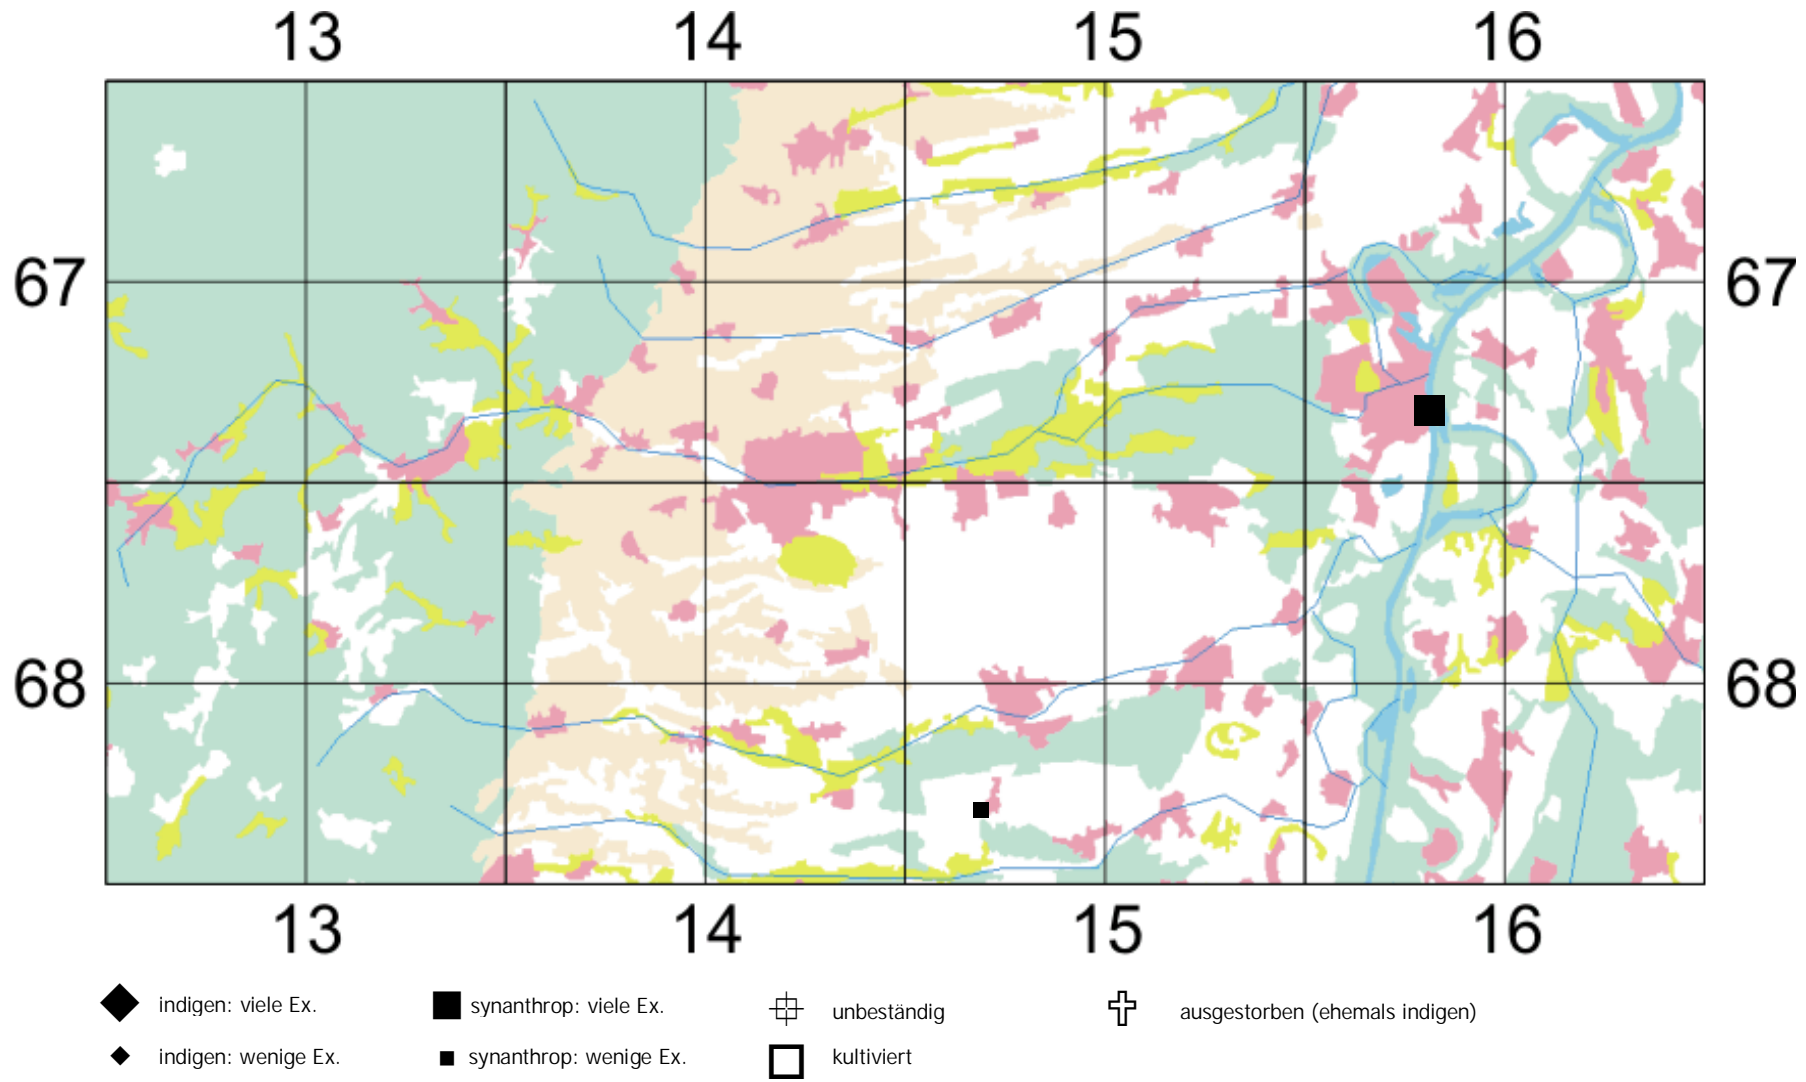 13 14 15 16
67 67
68 68
13 14 15 16
indigen: viele Ex. synanthrop: viele Ex. unbeständig ausgestorben (ehemals indigen)
indigen: wenige Ex. synanthrop: wenige Ex. kultiviert